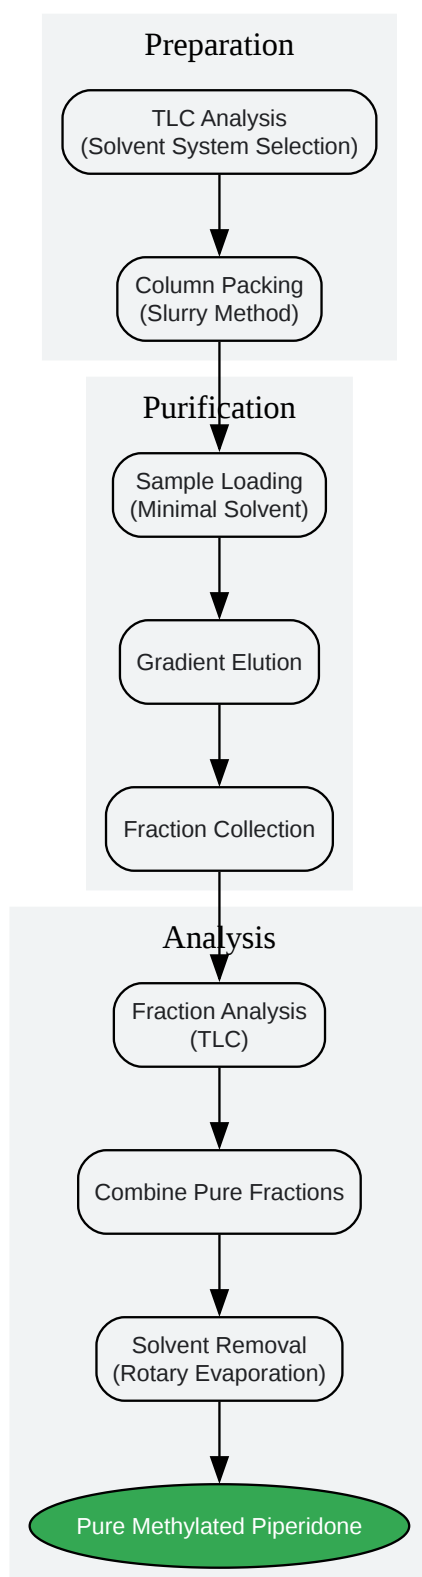 Preparation
TLC Analysis
(Solvent System Selection)
Column Packing
(Slurry Method)
Purification
Sample Loading
(Minimal Solvent)
Gradient Elution
Fraction Collection
Analysis
Fraction Analysis
(TLC)
Combine Pure Fractions
Solvent Removal
(Rotary Evaporation)
Pure Methylated Piperidone